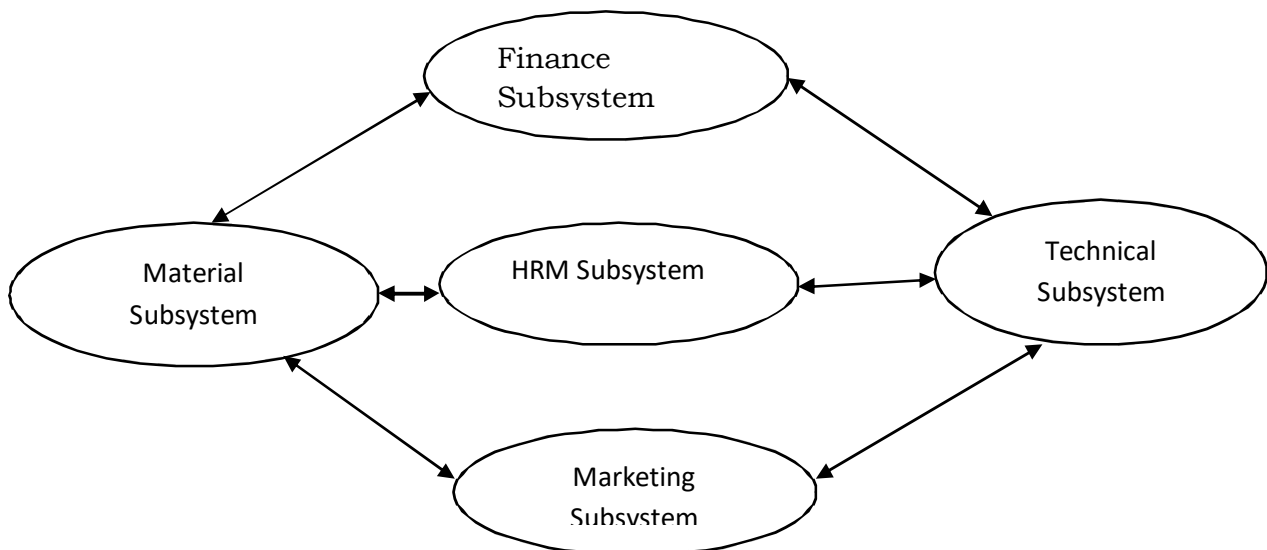 Finance
Subsystem
Material
Subsystem
HRM Subsystem
Technical
Subsystem
Marketing
Subsystem